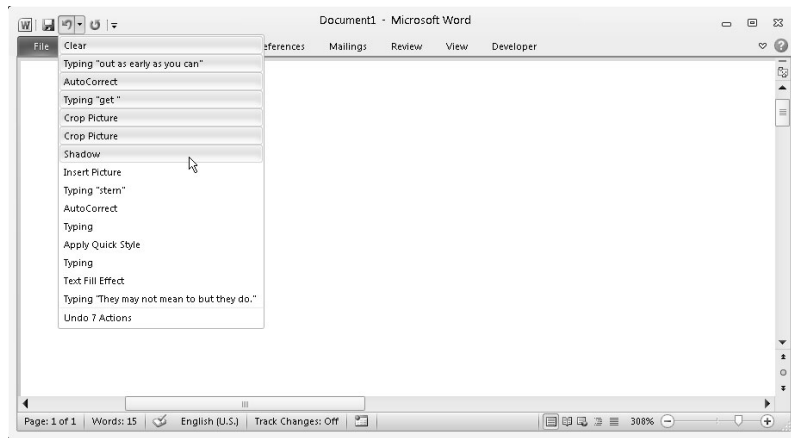 W
Document1 - Microsoft Word
File
eferences Mailings Review View Developer
Clear
Typing "out as early as you can"
AutoCorrect
Typing "get "
Crop Picture
Crop Picture
Shadow
Insert Picture
Typing "stern"
AutoCorrect
Typing
Apply Quick Style
Typing
Text Fill Effect
Typing "They may not mean to but they do."
Undo 7 Actions
Page: 1 of 1 Words: 15 English (U.S.) Track Changes: Off 308%